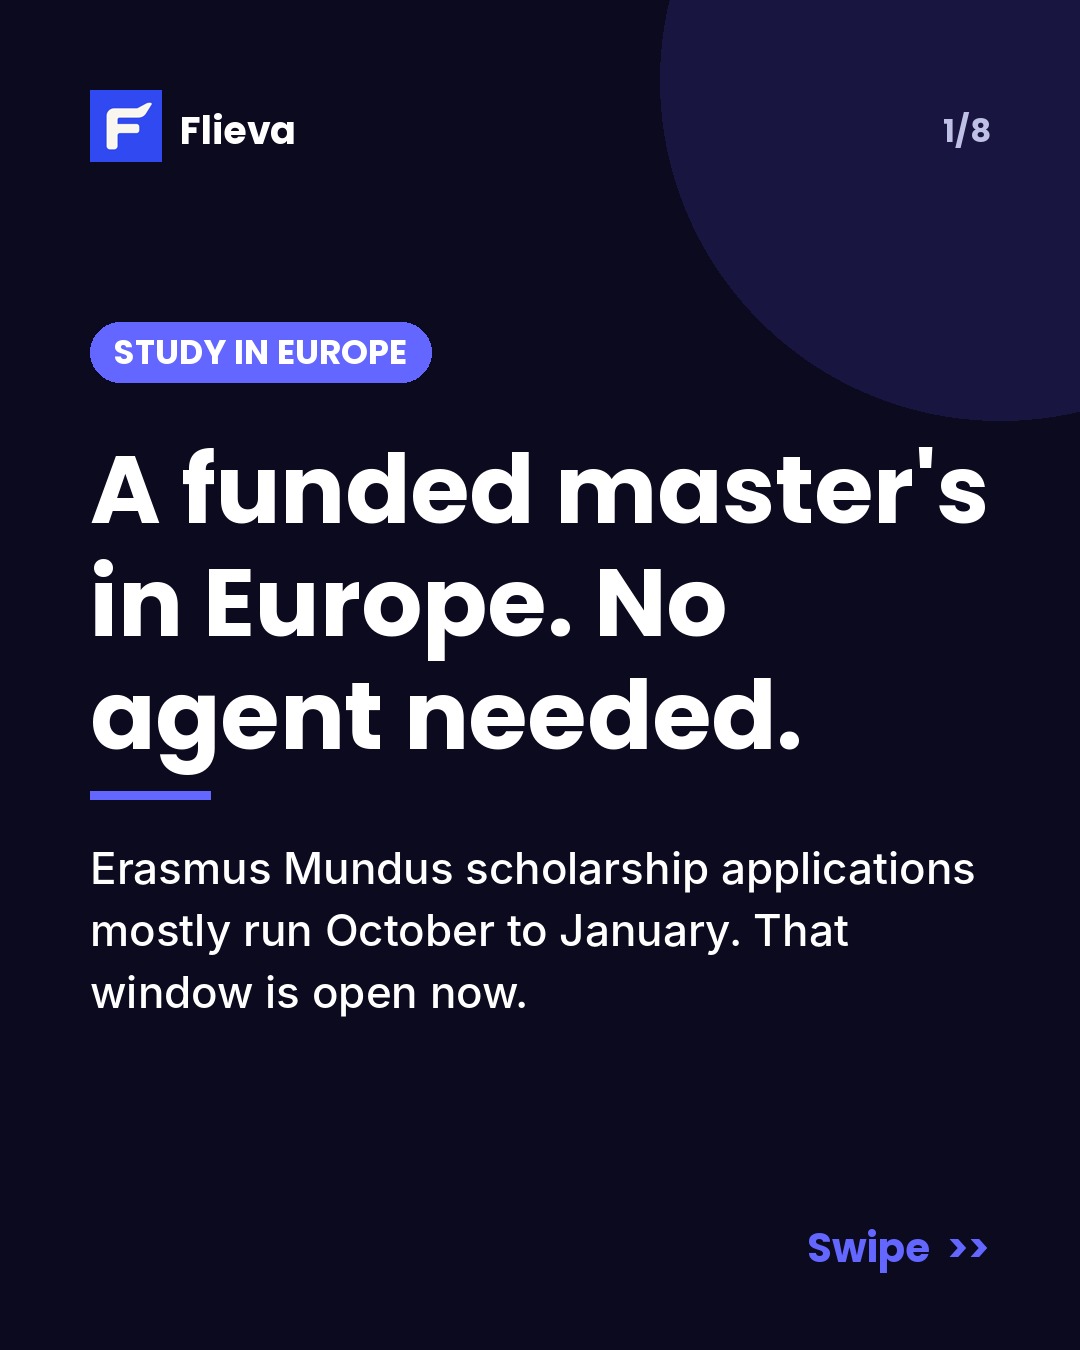 Flieva
1/8
STUDY IN EUROPE
A funded master's
in Europe. No
agent needed.
Erasmus Mundus scholarship applications
mostly run October to January. That
window is open now.
Swipe >>